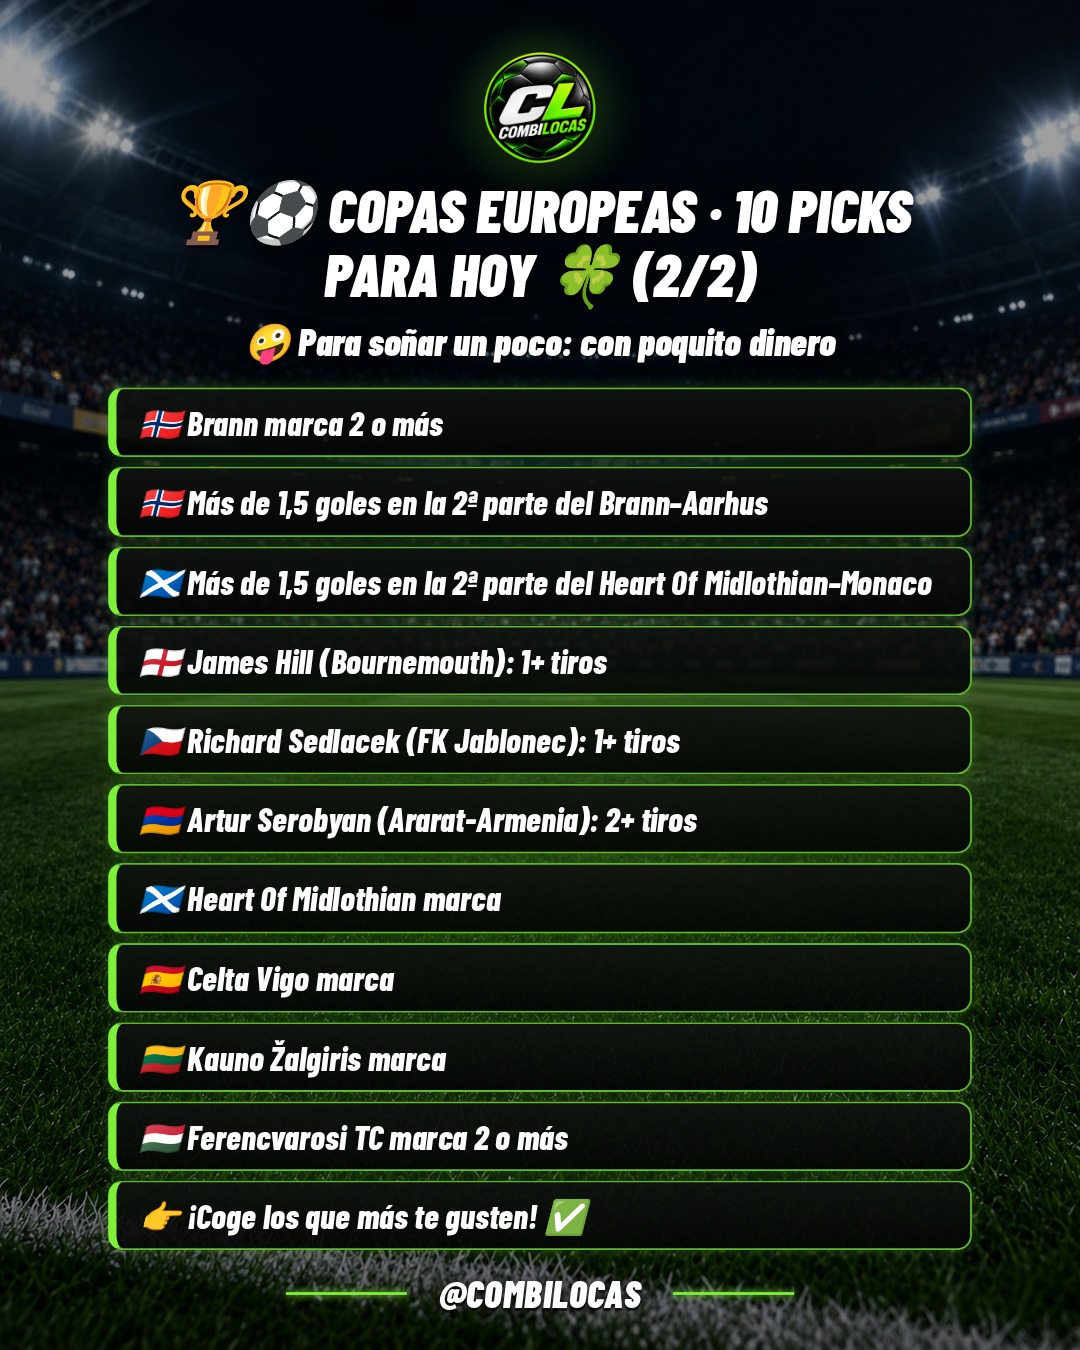 CL
COMBILOCAS
🏆⚽ COPAS EUROPEAS · 10 PICKS
PARA HOY 🍀 (2/2)
🤪 Para soñar un poco: con poquito dinero
🇳🇴 Brann marca 2 o más
🇳🇴 Más de 1,5 goles en la 2ª parte del Brann-Aarhus
🏴󠁧󠁢󠁳󠁣󠁴󠁿 Más de 1,5 goles en la 2ª parte del Heart Of Midlothian-Monaco
🏴󠁧󠁢󠁥󠁮󠁧󠁿 James Hill (Bournemouth): 1+ tiros
🇨🇿 Richard Sedlacek (FK Jablonec): 1+ tiros
🇦🇲 Artur Serobyan (Ararat-Armenia): 2+ tiros
🏴󠁧󠁢󠁳󠁣󠁴󠁿 Heart Of Midlothian marca
🇪🇸 Celta Vigo marca
🇱🇹 Kauno Žalgiris marca
🇭🇺 Ferencvarosi TC marca 2 o más
👉 ¡Coge los que más te gusten! ✅
@COMBILOCAS